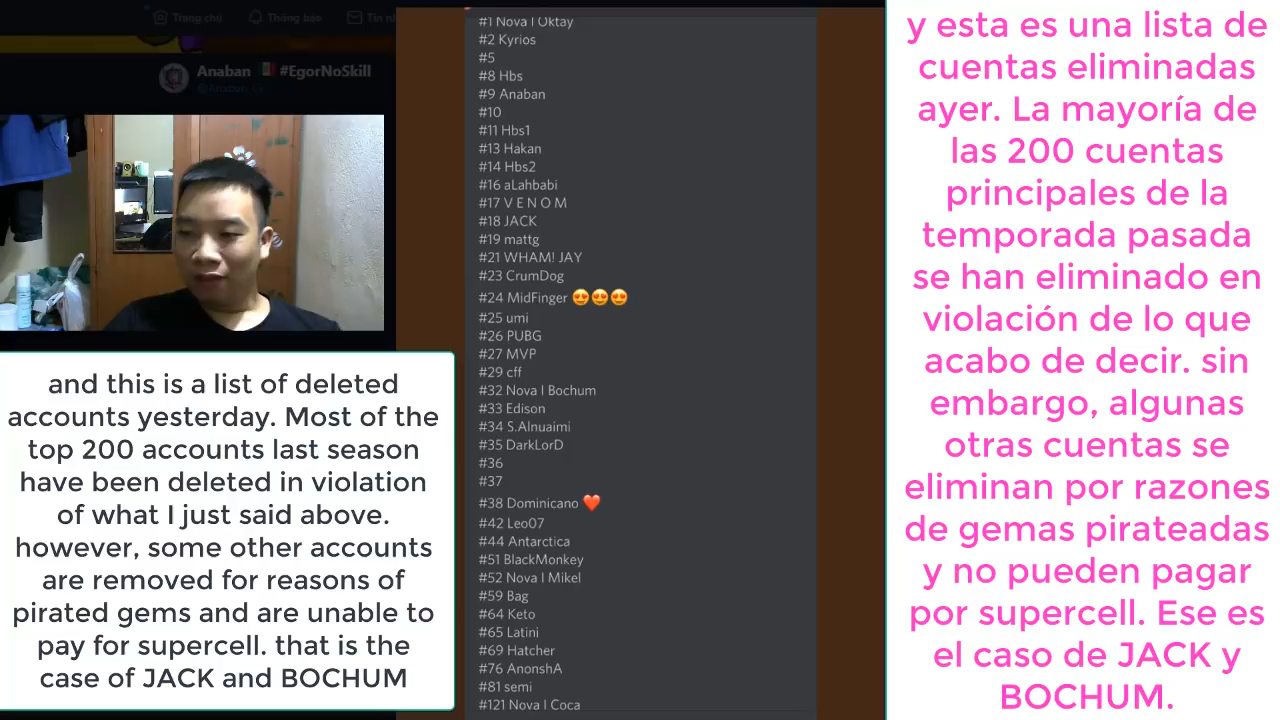 Trang chủ
Thông báo
Tin n
Anaban #EgorNoSkill
#1 Nova l Oktay
#2 Kyrios
#5
#8 Hbs
#9 Anaban
#10
#11 Hbs1
#13 Hakan
#14 Hbs2
#16 aLahbabi
#17 V E N O M
#18 JACK
#19 mattg
#21 WHAM! JAY
#23 CrumDog
#24 MidFinger 😍😍😍
#25 umi
#26 PUBG
#27 MVP
#29 cff
#32 Nova l Bochum
#33 Edison
#34 S.Alnuaimi
#35 DarkLorD
#36
#37
#38 Dominicano ❤️
#42 Leo07
#44 Antarctica
#51 BlackMonkey
#52 Nova l Mikel
#59 Bag
#64 Keto
#65 Latini
#69 Hatcher
#76 AnonshA
#81 semi
#121 Nova l Coca
and this is a list of deleted
accounts yesterday. Most of the
top 200 accounts last season
have been deleted in violation
of what I just said above.
however, some other accounts
are removed for reasons of
pirated gems and are unable to
pay for supercell. that is the
case of JACK and BOCHUM
y esta es una lista de
cuentas eliminadas
ayer. La mayoría de
las 200 cuentas
principales de la
temporada pasada
se han eliminado en
violación de lo que
acabo de decir. sin
embargo, algunas
otras cuentas se
eliminan por razones
de gemas pirateadas
y no pueden pagar
por supercell. Ese es
el caso de JACK y
BOCHUM.